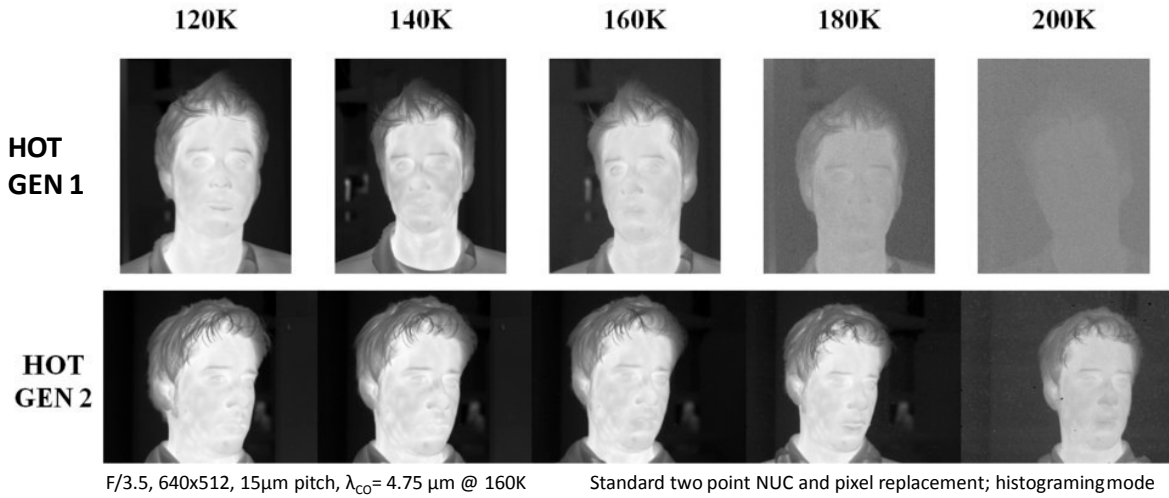 120K 140K 160K 180K 200K
HOT
GEN 1
HOT
GEN 2
F/3.5, 640x512, 15μm pitch, λCO= 4.75 μm @ 160K Standard two point NUC and pixel replacement; histograming mode